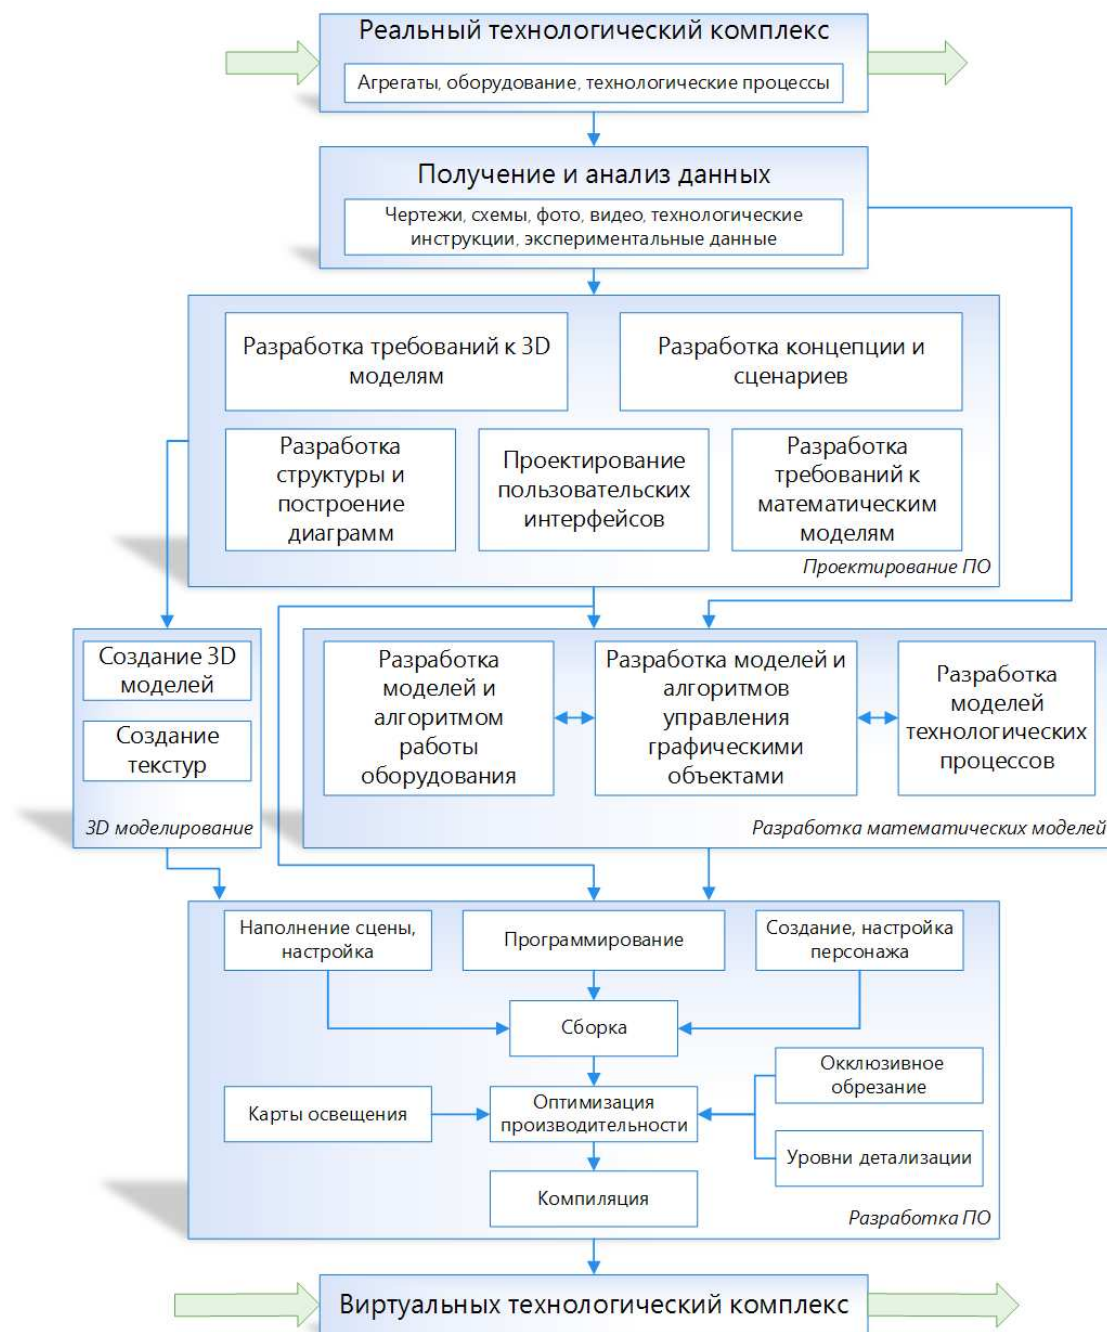 Реальный технологический комплекс
Агрегаты, оборудование, технологические процессы
Получение и анализ данных
Чертежи, схемы, фото, видео, технологические
инструкции, экспериментальные данные
Разработка требований к 3D
моделям
Разработка концепции и
сценариев
Разработка
структуры и
построение
диаграмм
Проектирование
пользовательских
интерфейсов
Разработка
требований к
математическим
моделям
Проектирование ПО
Создание 3D
моделей
Создание
текстур
3D моделирование
Разработка
моделей и
алгоритмом
работы
оборудования
Разработка моделей и
алгоритмов
управления
графическими
объектами
Разработка
моделей
технологических
процессов
Разработка математических моделей
Наполнение сцены,
настройка
Программирование
Создание, настройка
персонажа
Сборка
Карты освещения
Оптимизация
производительности
Окклюзивное
обрезание
Уровни детализации
Компиляция
Разработка ПО
Виртуальных технологический комплекс